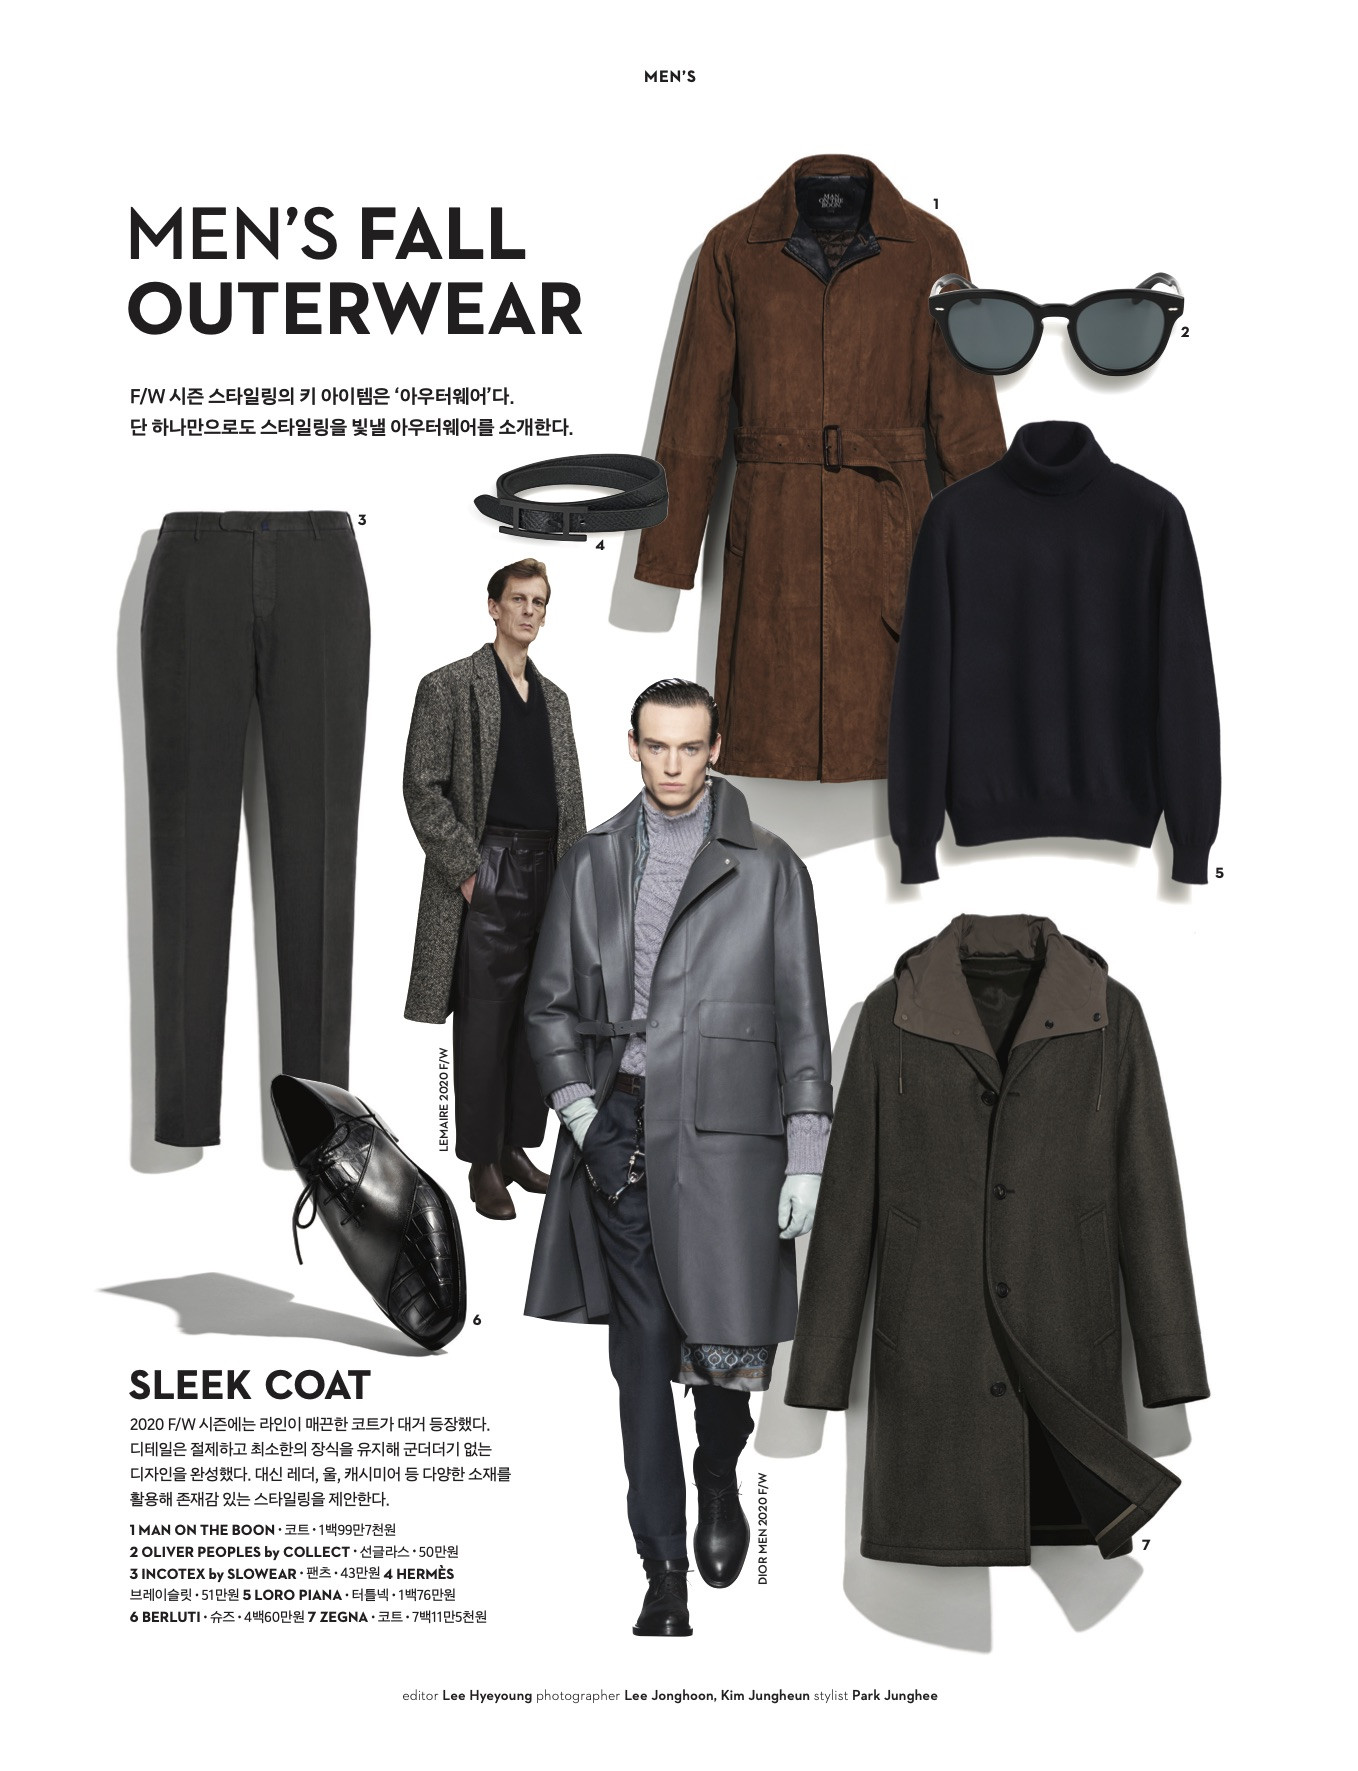 MEN'S
MEN'S FALL
OUTERWEAR
F/W 시즌 스타일링의 키 아이템은 ‘아우터웨어’다.
단 하나만으로도 스타일링을 빛낼 아우터웨어를 소개한다.
MAN
ON THE
BOON
1
2
3
4
5
LEMAIRE 2020 F/W
6
DIOR MEN 2020 F/W
7
SLEEK COAT
2020 F/W 시즌에는 라인이 매끈한 코트가 대거 등장했다.
디테일은 절제하고 최소한의 장식을 유지해 군더더기 없는
디자인을 완성했다. 대신 레더, 울, 캐시미어 등 다양한 소재를
활용해 존재감 있는 스타일링을 제안한다.
1 MAN ON THE BOON · 코트 · 1백99만7천원
2 OLIVER PEOPLES by COLLECT · 선글라스 · 50만원
3 INCOTEX by SLOWEAR · 팬츠 · 43만원 4 HERMÈS
브레이슬릿 · 51만원 5 LORO PIANA · 터틀넥 · 1백76만원
6 BERLUTI · 슈즈 · 4백60만원 7 ZEGNA · 코트 · 7백11만5천원
editor Lee Hyeyoung photographer Lee Jonghoon, Kim Jungheun stylist Park Junghee